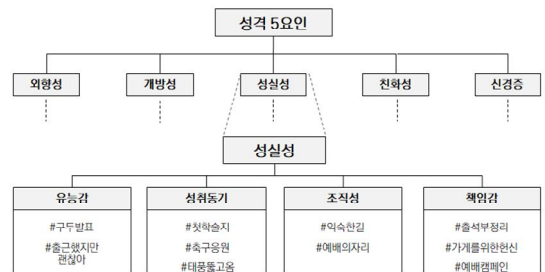 성격 5요인
외향성
개방성
성실성
친화성
신경증
성실성
유능감
성취동기
조직성
책임감
#구두발표
#출근했지만
괜찮아
#첫학술지
#축구응원
#태풍뚫고옴
#익숙한길
#예배의자리
#출석부정리
#가게를위한헌신
#예배캠페인